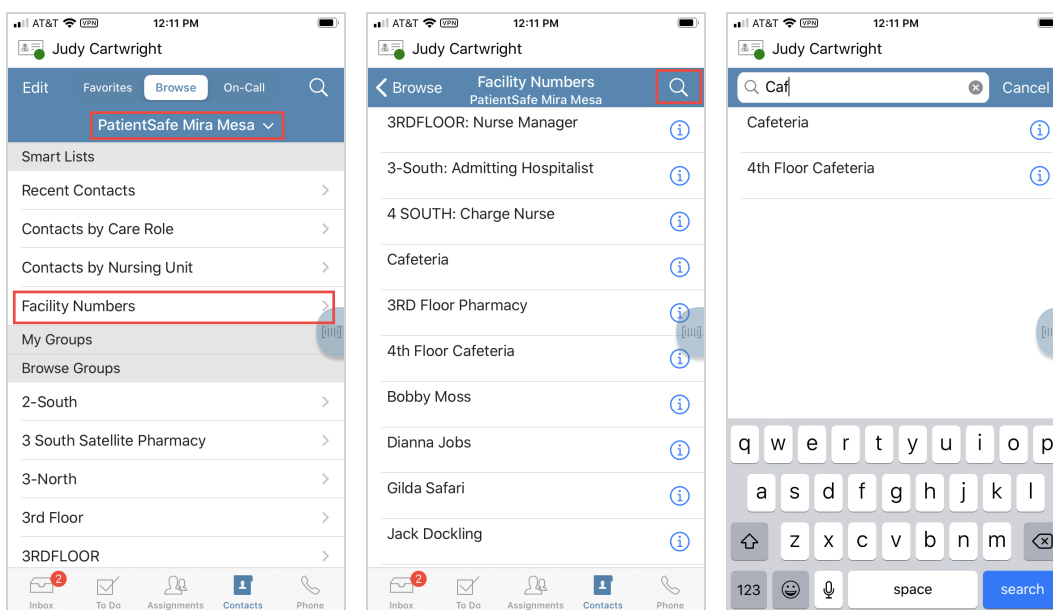 AT&T VPN 12:11 PM
Judy Cartwright
Edit Favorites Browse On-Call
PatientSafe Mira Mesa
Smart Lists
Recent Contacts
Contacts by Care Role
Contacts by Nursing Unit
Facility Numbers
My Groups
Browse Groups
2-South
3 South Satellite Pharmacy
3-North
3rd Floor
3RDFLOOR
2
Inbox To Do Assignments Contacts Phone
AT&T VPN 12:11 PM
Judy Cartwright
Browse Facility Numbers
PatientSafe Mira Mesa
3RDFLOOR: Nurse Manager
3-South: Admitting Hospitalist
4 SOUTH: Charge Nurse
Cafeteria
3RD Floor Pharmacy
4th Floor Cafeteria
Bobby Moss
Dianna Jobs
Gilda Safari
Jack Dockling
2
Inbox To Do Assignments Contacts Phone
AT&T VPN 12:11 PM
Judy Cartwright
Caf Cancel
Cafeteria
4th Floor Cafeteria
q w e r t y u i o p
a s d f g h j k l
z x c v b n m
123 space search